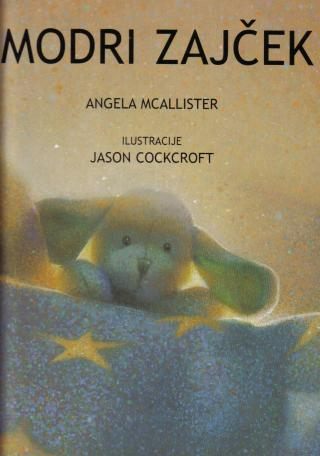 MODRI ZAJČEK
ANGELA MCALLISTER
ILUSTRACIJE
JASON COCKCROFT